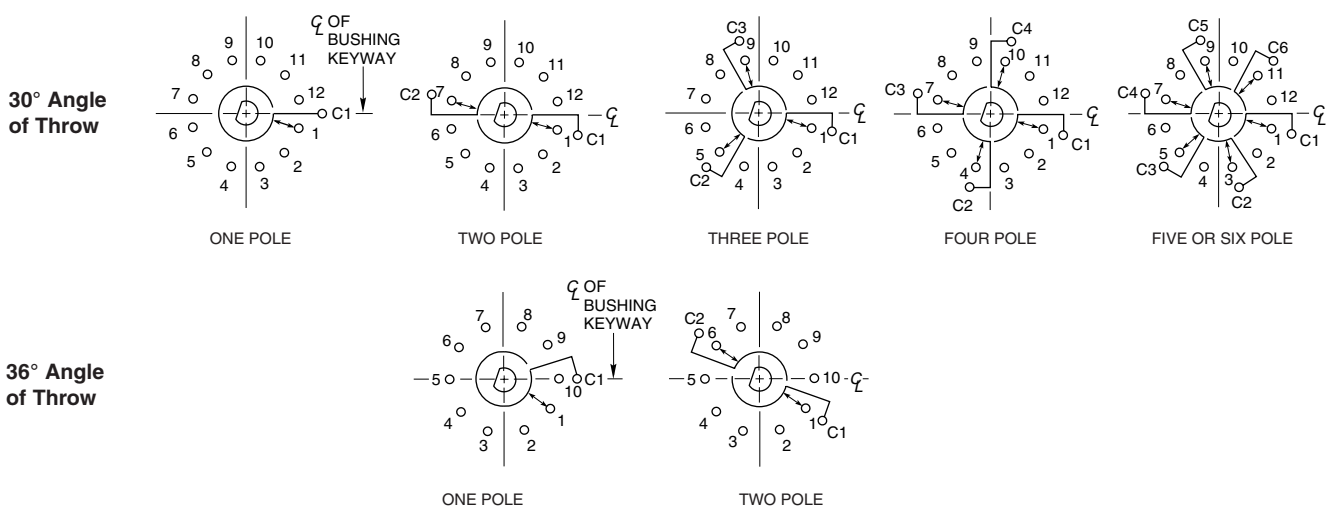 30° Angle
of Throw
℄ OF
BUSHING
KEYWAY
9 10
8 11
7 12
C1
6 1
5 2
4 3
ONE POLE
9 10
8 11
C2 7 12
℄
6 1 C1
5 2
4 3
TWO POLE
C3
9 10
8 11
7 12
℄
6 1 C1
5 2
C2 4 3
THREE POLE
C4
9 10
8 11
C3 7 12
℄
6 1 C1
5 2
4 3
C2
FOUR POLE
C5
9 10 C6
8 11
C4 7 12
℄
6 1 C1
5 2
C3 4 3
C2
FIVE OR SIX POLE
36° Angle
of Throw
℄ OF
BUSHING
KEYWAY
7 8
6 9
5 10 C1
4 1
3 2
ONE POLE
C2 7 8
6 9
5 10 ℄
4 1 C1
3 2
TWO POLE